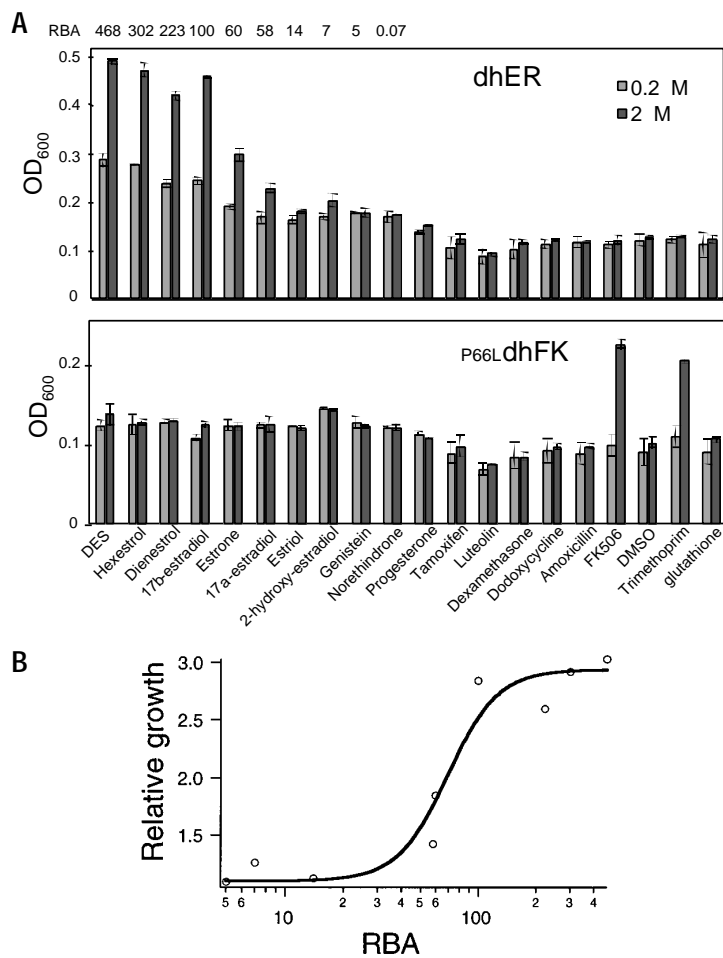 A
RBA 468 302 223 100 60 58 14 7 5 0.07
dhER
0.2 M
2 M
OD600
0.5
0.4
0.3
0.2
0.1
0
P66LdhFK
OD600
0.2
0.1
0
DES
Hexestrol
Dienestrol
17b-estradiol
Estrone
17a-estradiol
Estriol
2-hydroxy-estradiol
Genistein
Norethindrone
Progesterone
Tamoxifen
Luteolin
Dexamethasone
Dodoxycycline
Amoxicillin
FK506
DMSO
Trimethoprim
glutathione
B
Relative growth
3.0
2.5
2.0
1.5
5 6 10 2 3 4 5 6 100 2 3 4
RBA